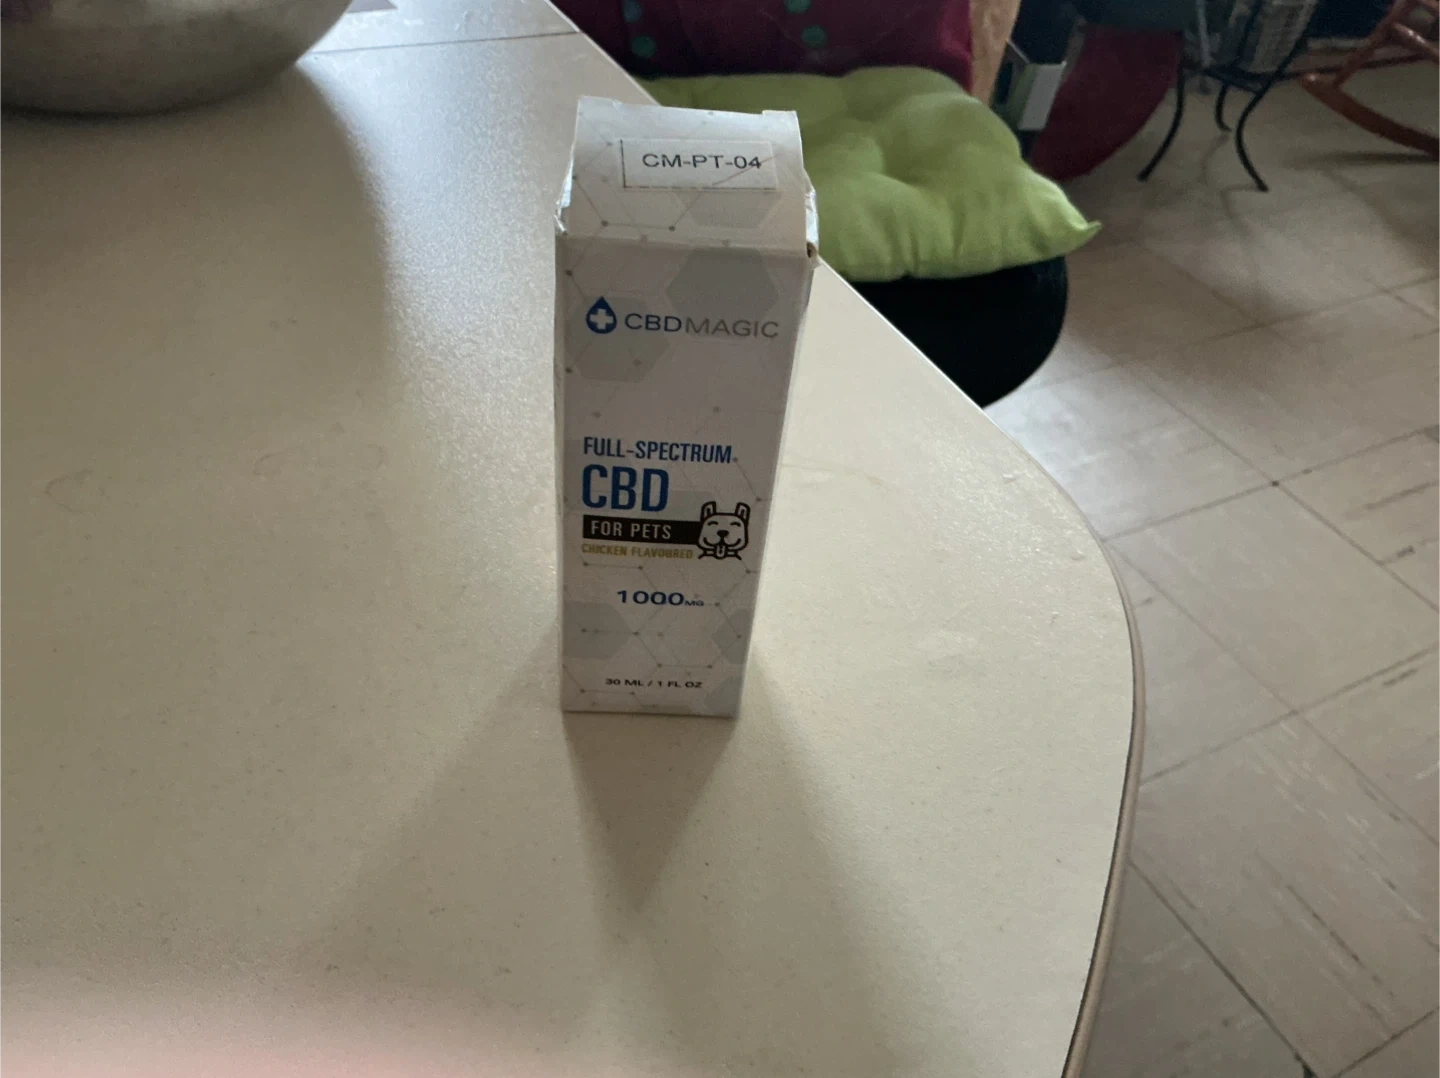 CM-PT-04
CBDMAGIC
FULL-SPECTRUM
CBD
FOR PETS
CHICKEN FLAVOURED
1000MG
30 ML / 1 FL OZ